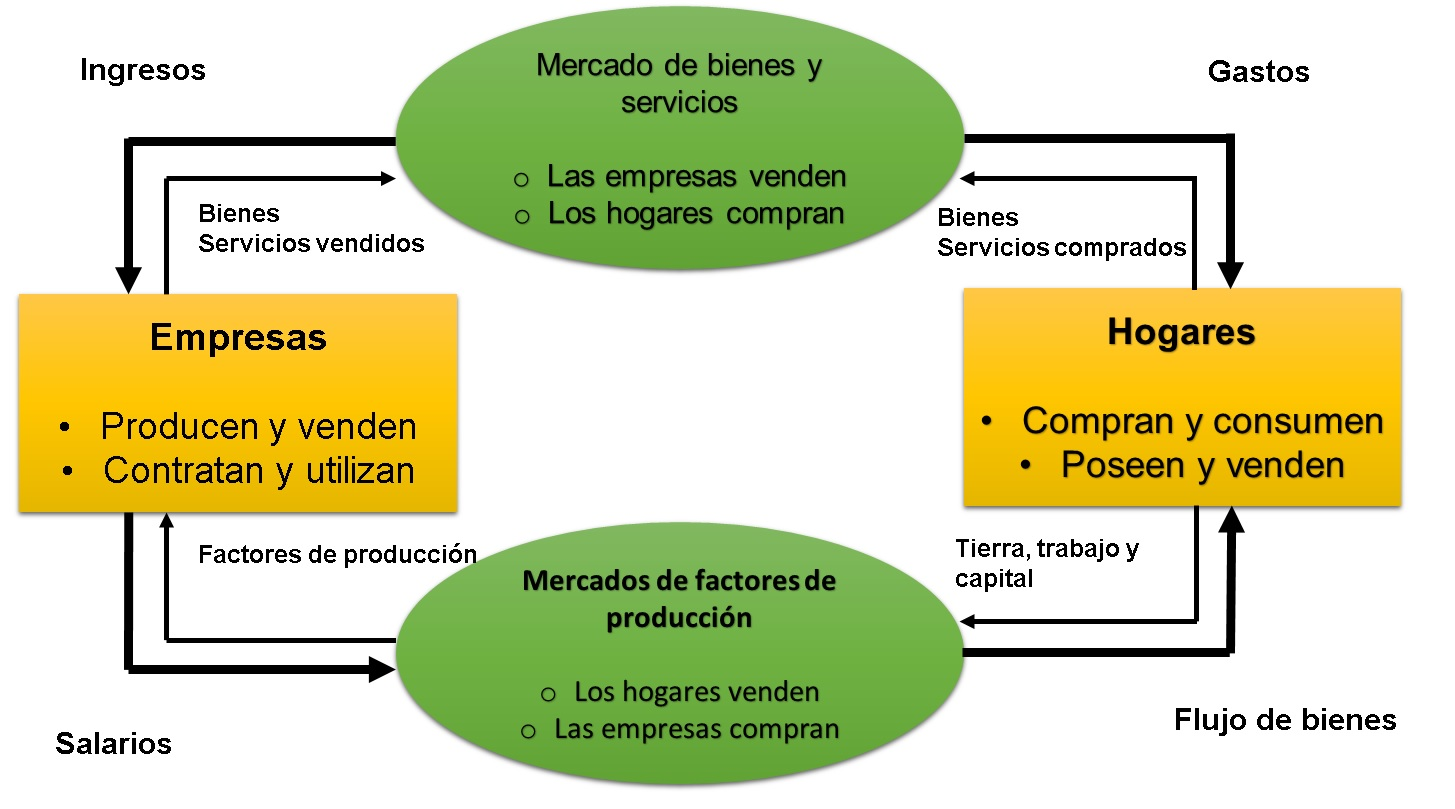 Ingresos
Mercado de bienes y
servicios
o Las empresas venden
o Los hogares compran
Gastos
Bienes
Servicios vendidos
Bienes
Servicios comprados
Empresas
• Producen y venden
• Contratan y utilizan
Hogares
• Compran y consumen
• Poseen y venden
Factores de producción
Tierra, trabajo y
capital
Mercados de factores de
producción
o Los hogares venden
o Las empresas compran
Salarios
Flujo de bienes